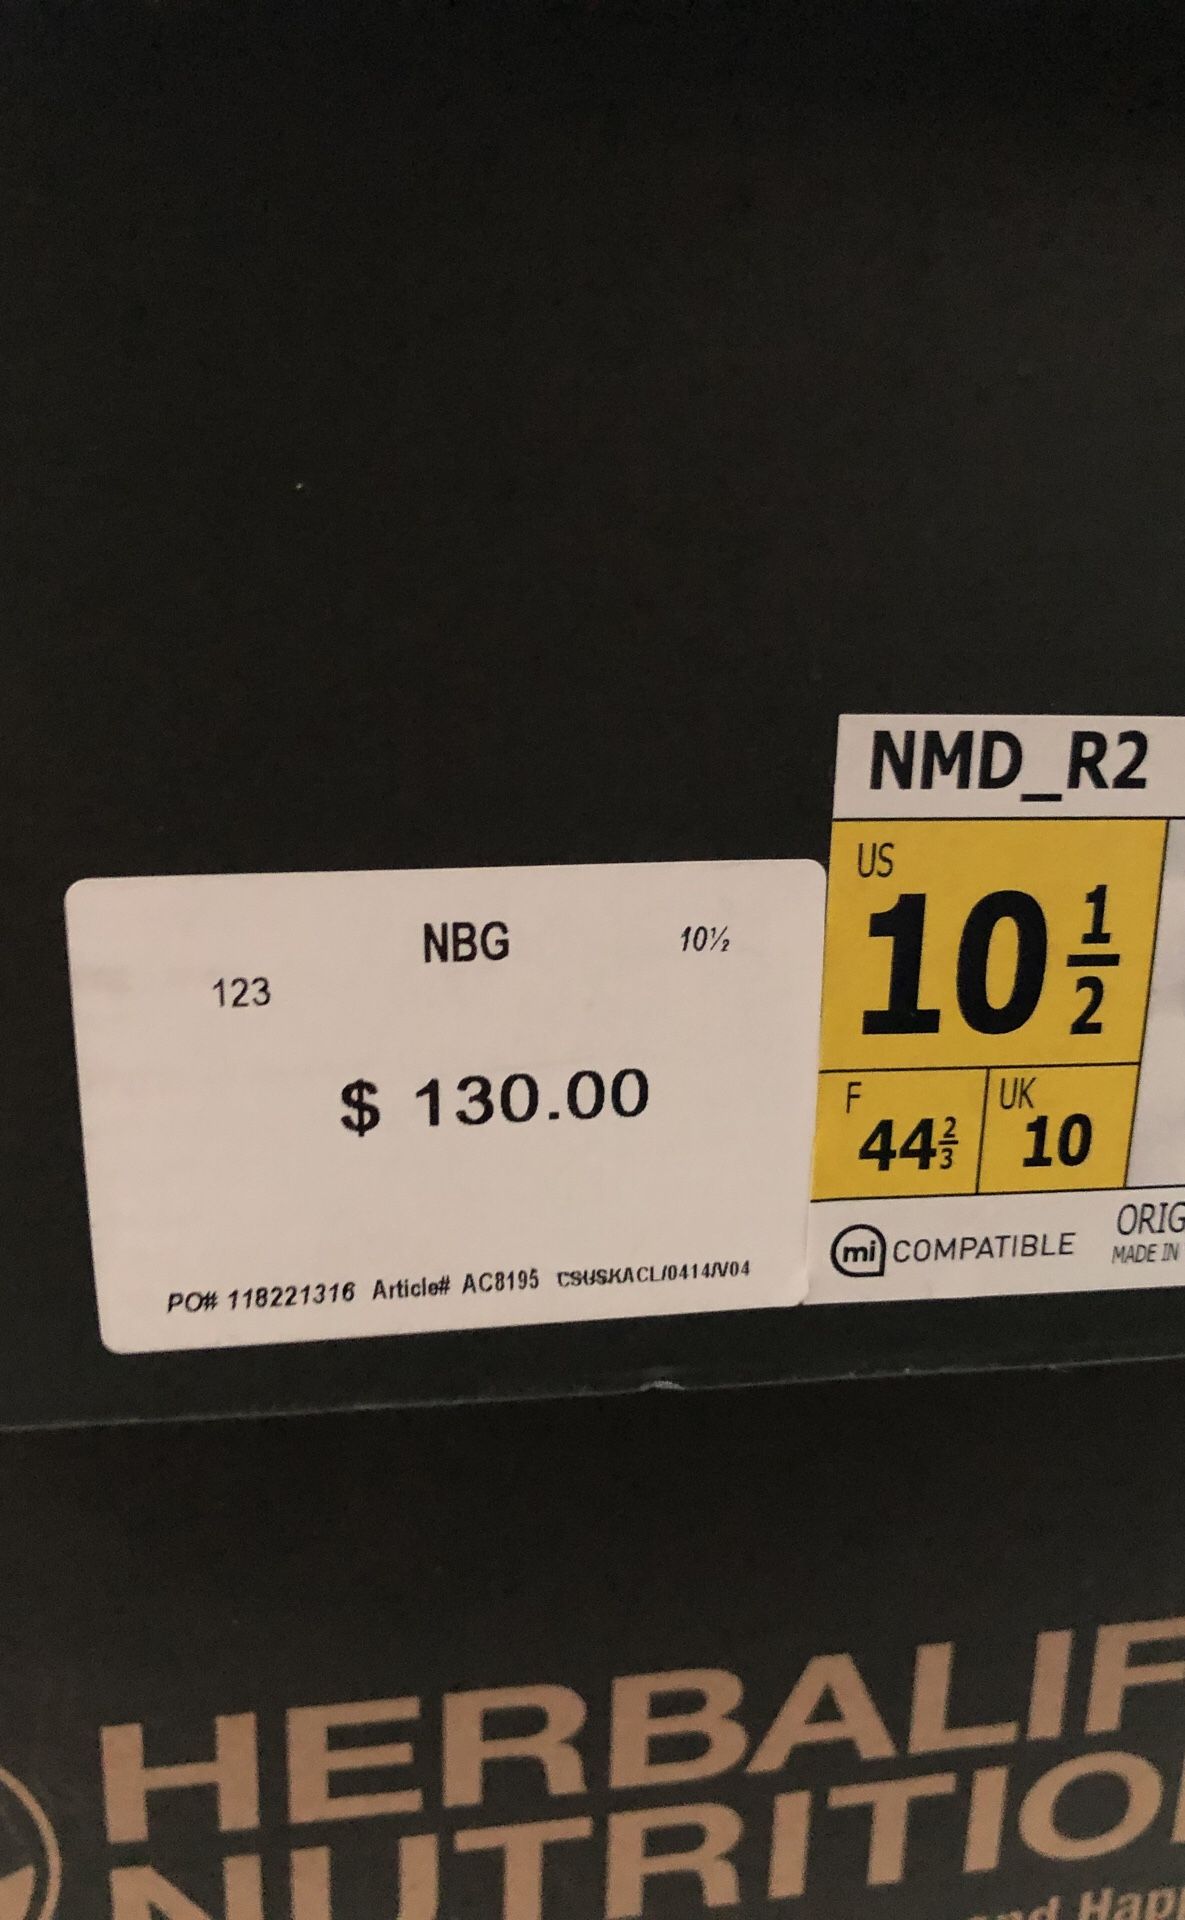 NMD_R2
US
10 1/2
F
44 2/3
UK
10
mi COMPATIBLE
ORIG
MADE IN
NBG
10½
123
$ 130.00
PO# 118221316 Article# AC8195 CSUSKACL/0414/V04
HERBALIF
NUTRITIO
nd Happ